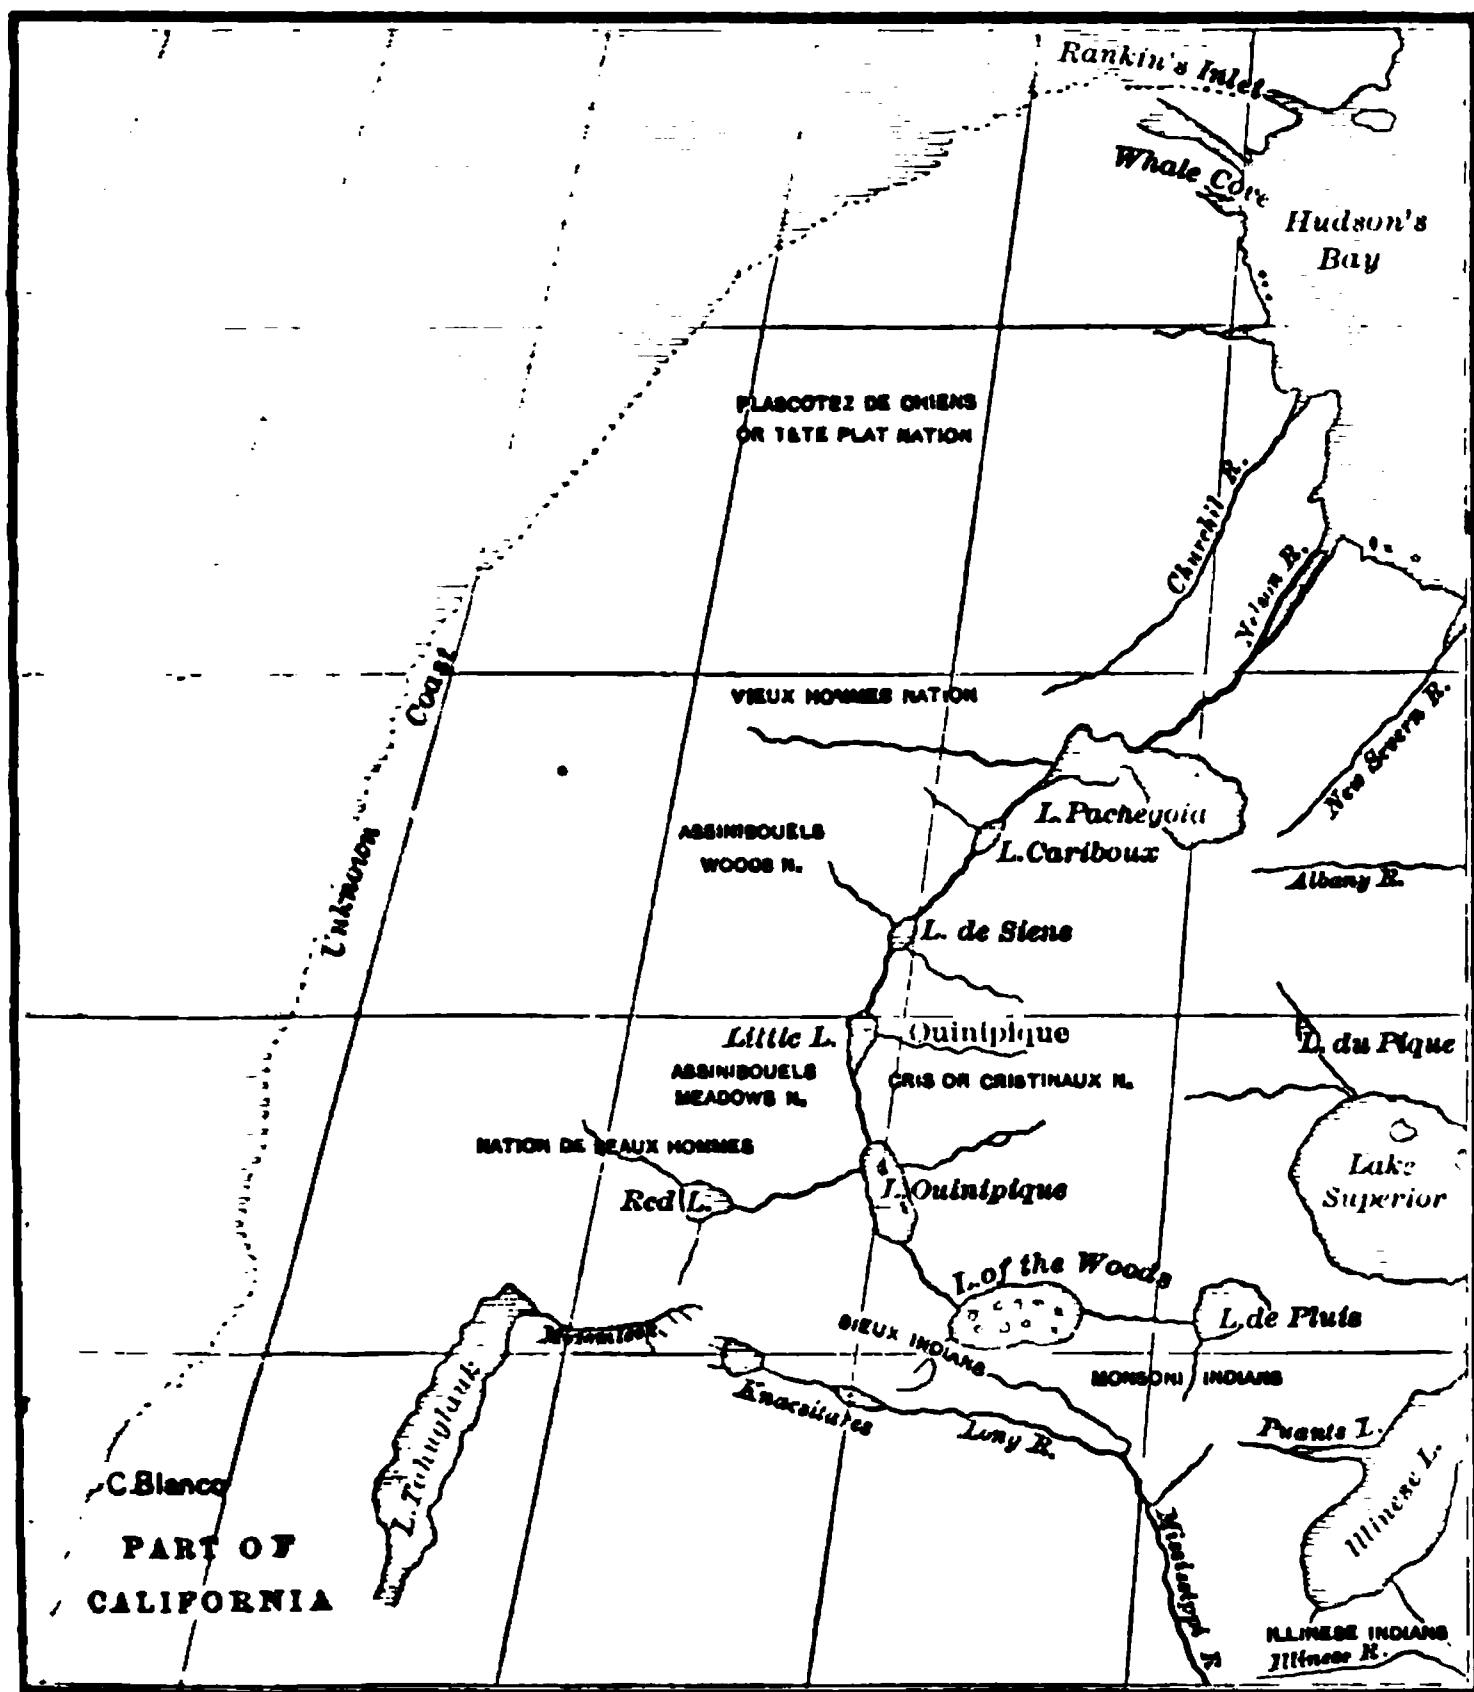 Rankin's Inlet
Whale Cove
Hudson's
Bay
PLASCOTEZ DE CHIENS
OR TETE PLAT NATION
Churchil R.
Nelson R.
New Severn R.
Unknown Coast
VIEUX HOMMES NATION
L. Pachegoia
L. Cariboux
ASSINIBOUELS
WOODS N.
Albany R.
L. de Siens
Little L. Ouinipique
L. du Pique
ASSINIBOUELS
MEADOWS N.
CRIS OR CRISTINAUX N.
NATION DE BEAUX HOMMES
Red L.
L. Ouinipique
Lake
Superior
L. of the Woods
L. de Pluis
SIEUX INDIANS
MONSONI INDIANS
L. Tahuglauk
Long R.
Puants L.
Illinese L.
C. Blanco
PART OF
CALIFORNIA
Mississipi R
ILLINESE INDIANS
Illinese R.